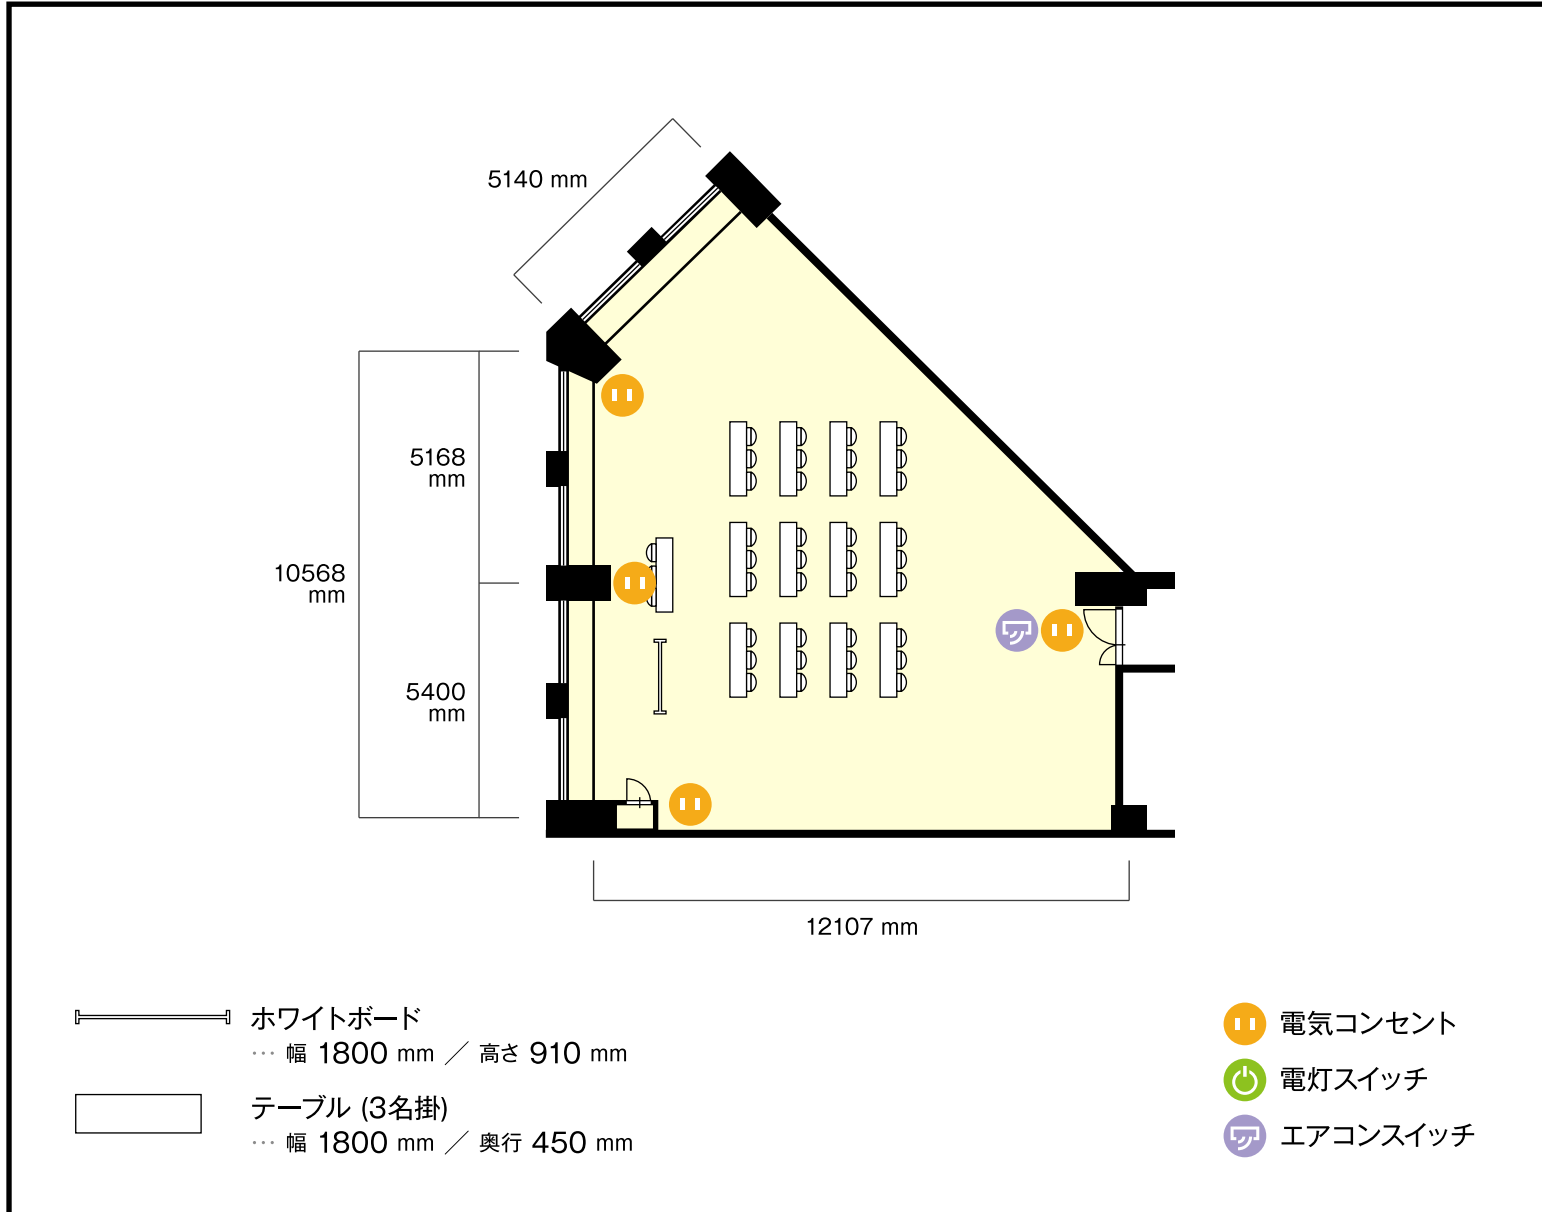 5140 mm
5168
mm
10568
mm
5400
mm
12107 mm
ホワイトボード
… 幅 1800 mm ／ 高さ 910 mm
テーブル (3名掛)
… 幅 1800 mm ／ 奥行 450 mm
電気コンセント
電灯スイッチ
エアコンスイッチ